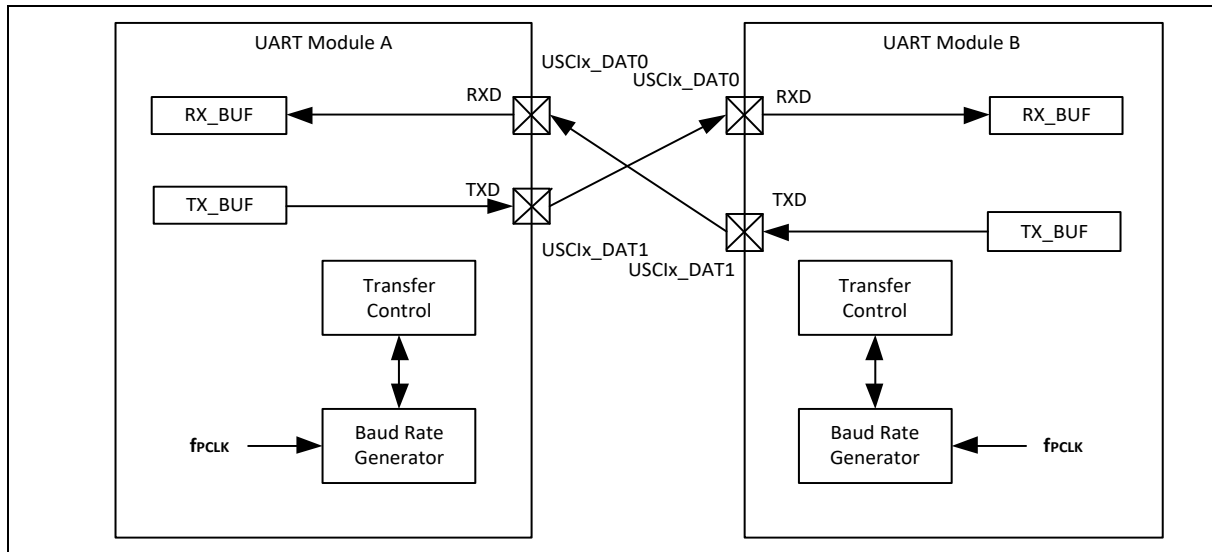 UART Module A
UART Module B
USCIx_DAT0
USCIx_DAT0
RX_BUF
RXD
RXD
RX_BUF
TX_BUF
TXD
TXD
TX_BUF
USCIx_DAT1
USCIx_DAT1
Transfer
Control
Transfer
Control
fPCLK
Baud Rate
Generator
Baud Rate
Generator
fPCLK